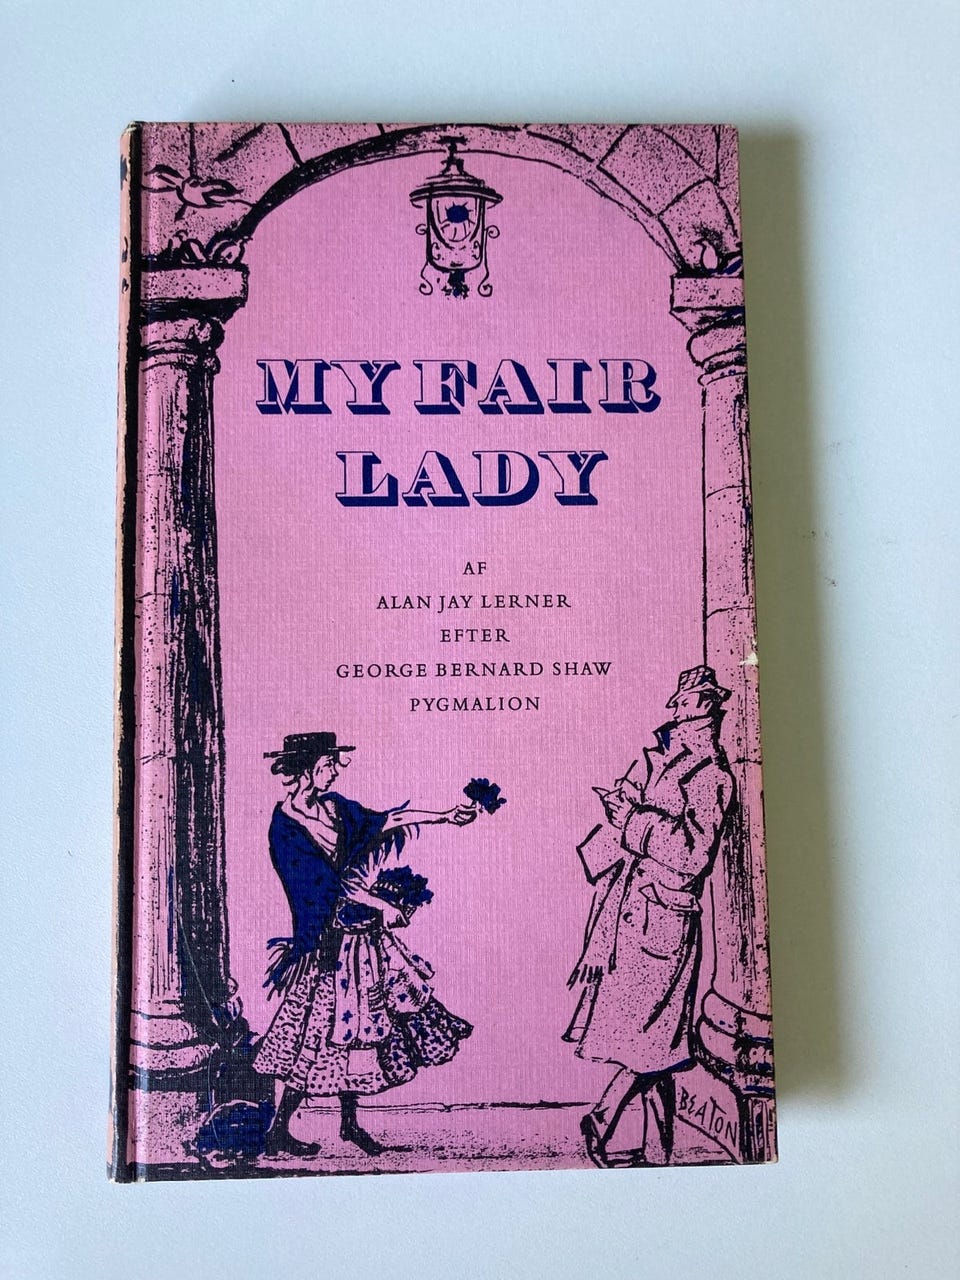 MY FAIR
LADY
AF
ALAN JAY LERNER
EFTER
GEORGE BERNARD SHAW
PYGMALION
BEATON